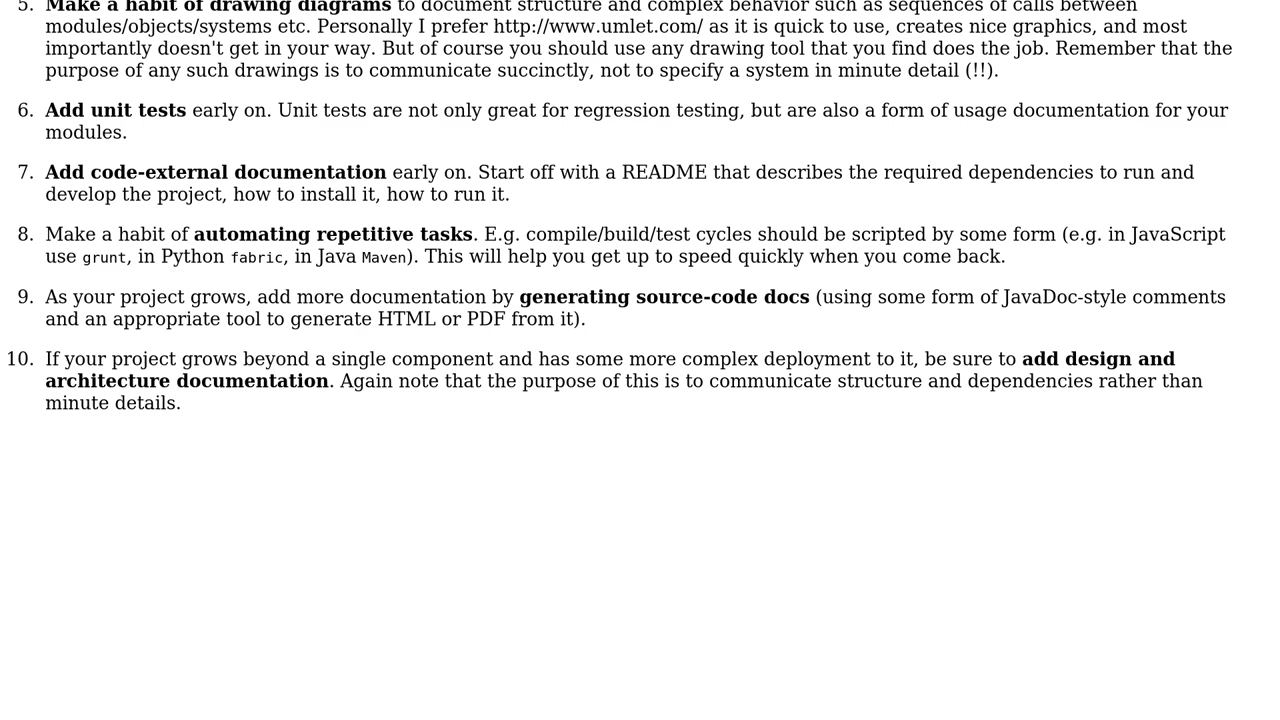 5. Make a habit of drawing diagrams to document structure and complex behavior such as sequences of calls between
modules/objects/systems etc. Personally I prefer http://www.umlet.com/ as it is quick to use, creates nice graphics, and most
importantly doesn't get in your way. But of course you should use any drawing tool that you find does the job. Remember that the
purpose of any such drawings is to communicate succinctly, not to specify a system in minute detail (!!).
6. Add unit tests early on. Unit tests are not only great for regression testing, but are also a form of usage documentation for your
modules.
7. Add code-external documentation early on. Start off with a README that describes the required dependencies to run and
develop the project, how to install it, how to run it.
8. Make a habit of automating repetitive tasks. E.g. compile/build/test cycles should be scripted by some form (e.g. in JavaScript
use grunt, in Python fabric, in Java Maven). This will help you get up to speed quickly when you come back.
9. As your project grows, add more documentation by generating source-code docs (using some form of JavaDoc-style comments
and an appropriate tool to generate HTML or PDF from it).
10. If your project grows beyond a single component and has some more complex deployment to it, be sure to add design and
architecture documentation. Again note that the purpose of this is to communicate structure and dependencies rather than
minute details.